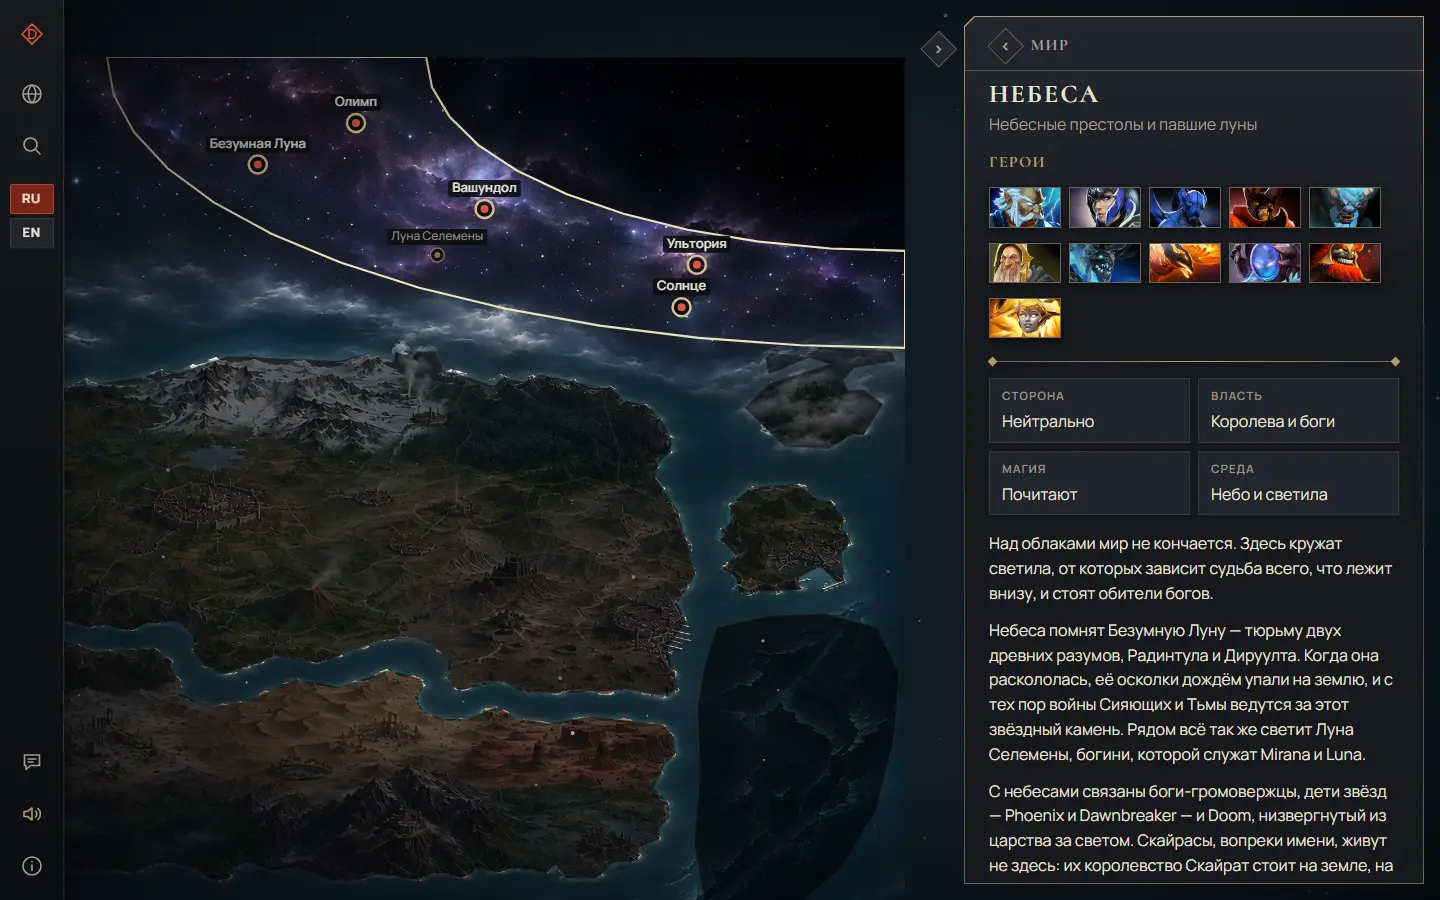 RU
EN
Олимп
Безумная Луна
Вашундол
Луна Селемены
Ультория
Солнце
МИР
НЕБЕСА
Небесные престолы и павшие луны
ГЕРОИ
СТОРОНА
Нейтрально
ВЛАСТЬ
Королева и боги
МАГИЯ
Почитают
СРЕДА
Небо и светила
Над облаками мир не кончается. Здесь кружат
светила, от которых зависит судьба всего, что лежит
внизу, и стоят обители богов.
Небеса помнят Безумную Луну — тюрьму двух
древних разумов, Радинтула и Дируулта. Когда она
раскололась, её осколки дождём упали на землю, и с
тех пор войны Сияющих и Тьмы ведутся за этот
звёздный камень. Рядом всё так же светит Луна
Селемены, богини, которой служат Mirana и Luna.
С небесами связаны боги-громовержцы, дети звёзд
— Phoenix и Dawnbreaker — и Doom, низвергнутый из
царства за светом. Скайрасы, вопреки имени, живут
не здесь: их королевство Скайрат стоит на земле, на